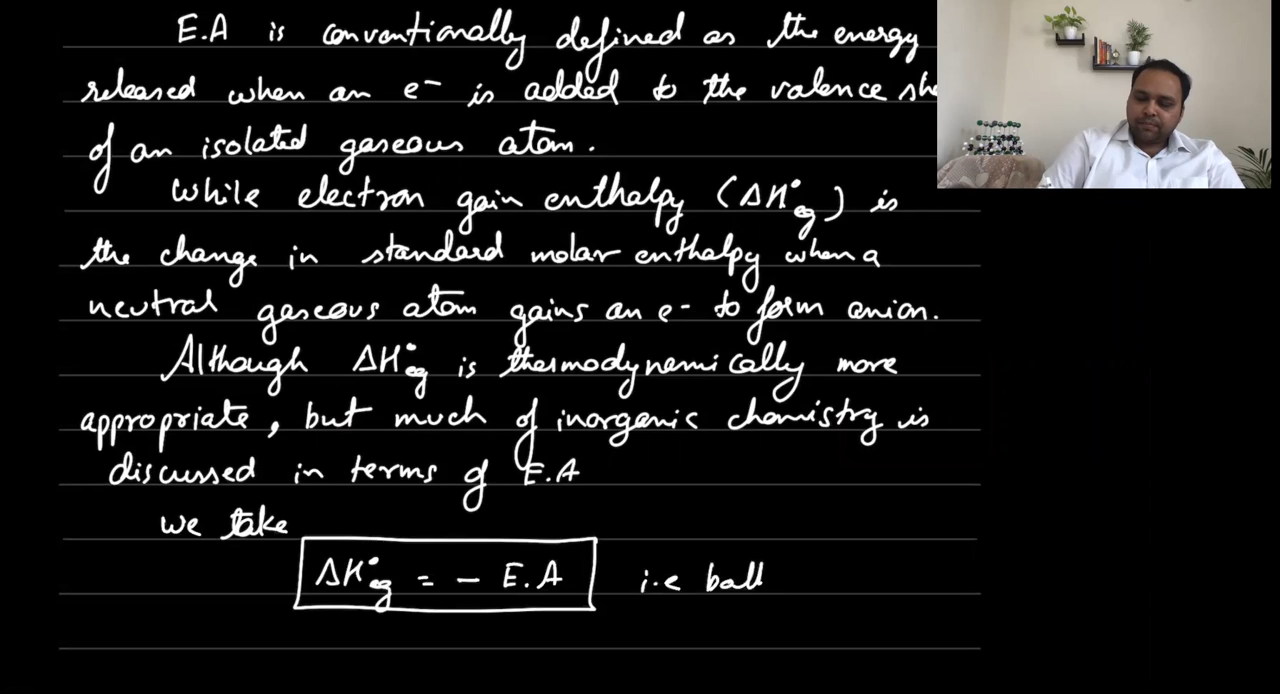 E.A is conventionally defined as the energy
released when an e⁻ is added to the valence she
of an isolated gaseous atom.
While electron gain enthalpy (ΔH°eg) is
the change in standard molar enthalpy when a
neutral gaseous atom gains an e⁻ to form anion.
Although ΔH°eg is thermodynamically more
appropriate, but much of inorganic chemistry is
discussed in terms of E.A
we take
ΔH°eg = - E.A i.e